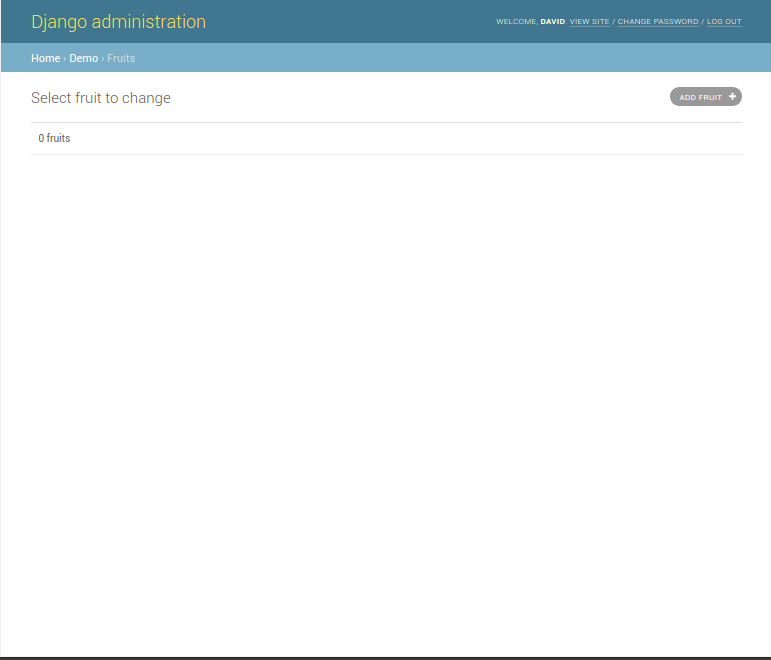 Django administration
WELCOME, DAVID. VIEW SITE / CHANGE PASSWORD / LOG OUT
Home › Demo › Fruits
Select fruit to change
ADD FRUIT +
0 fruits